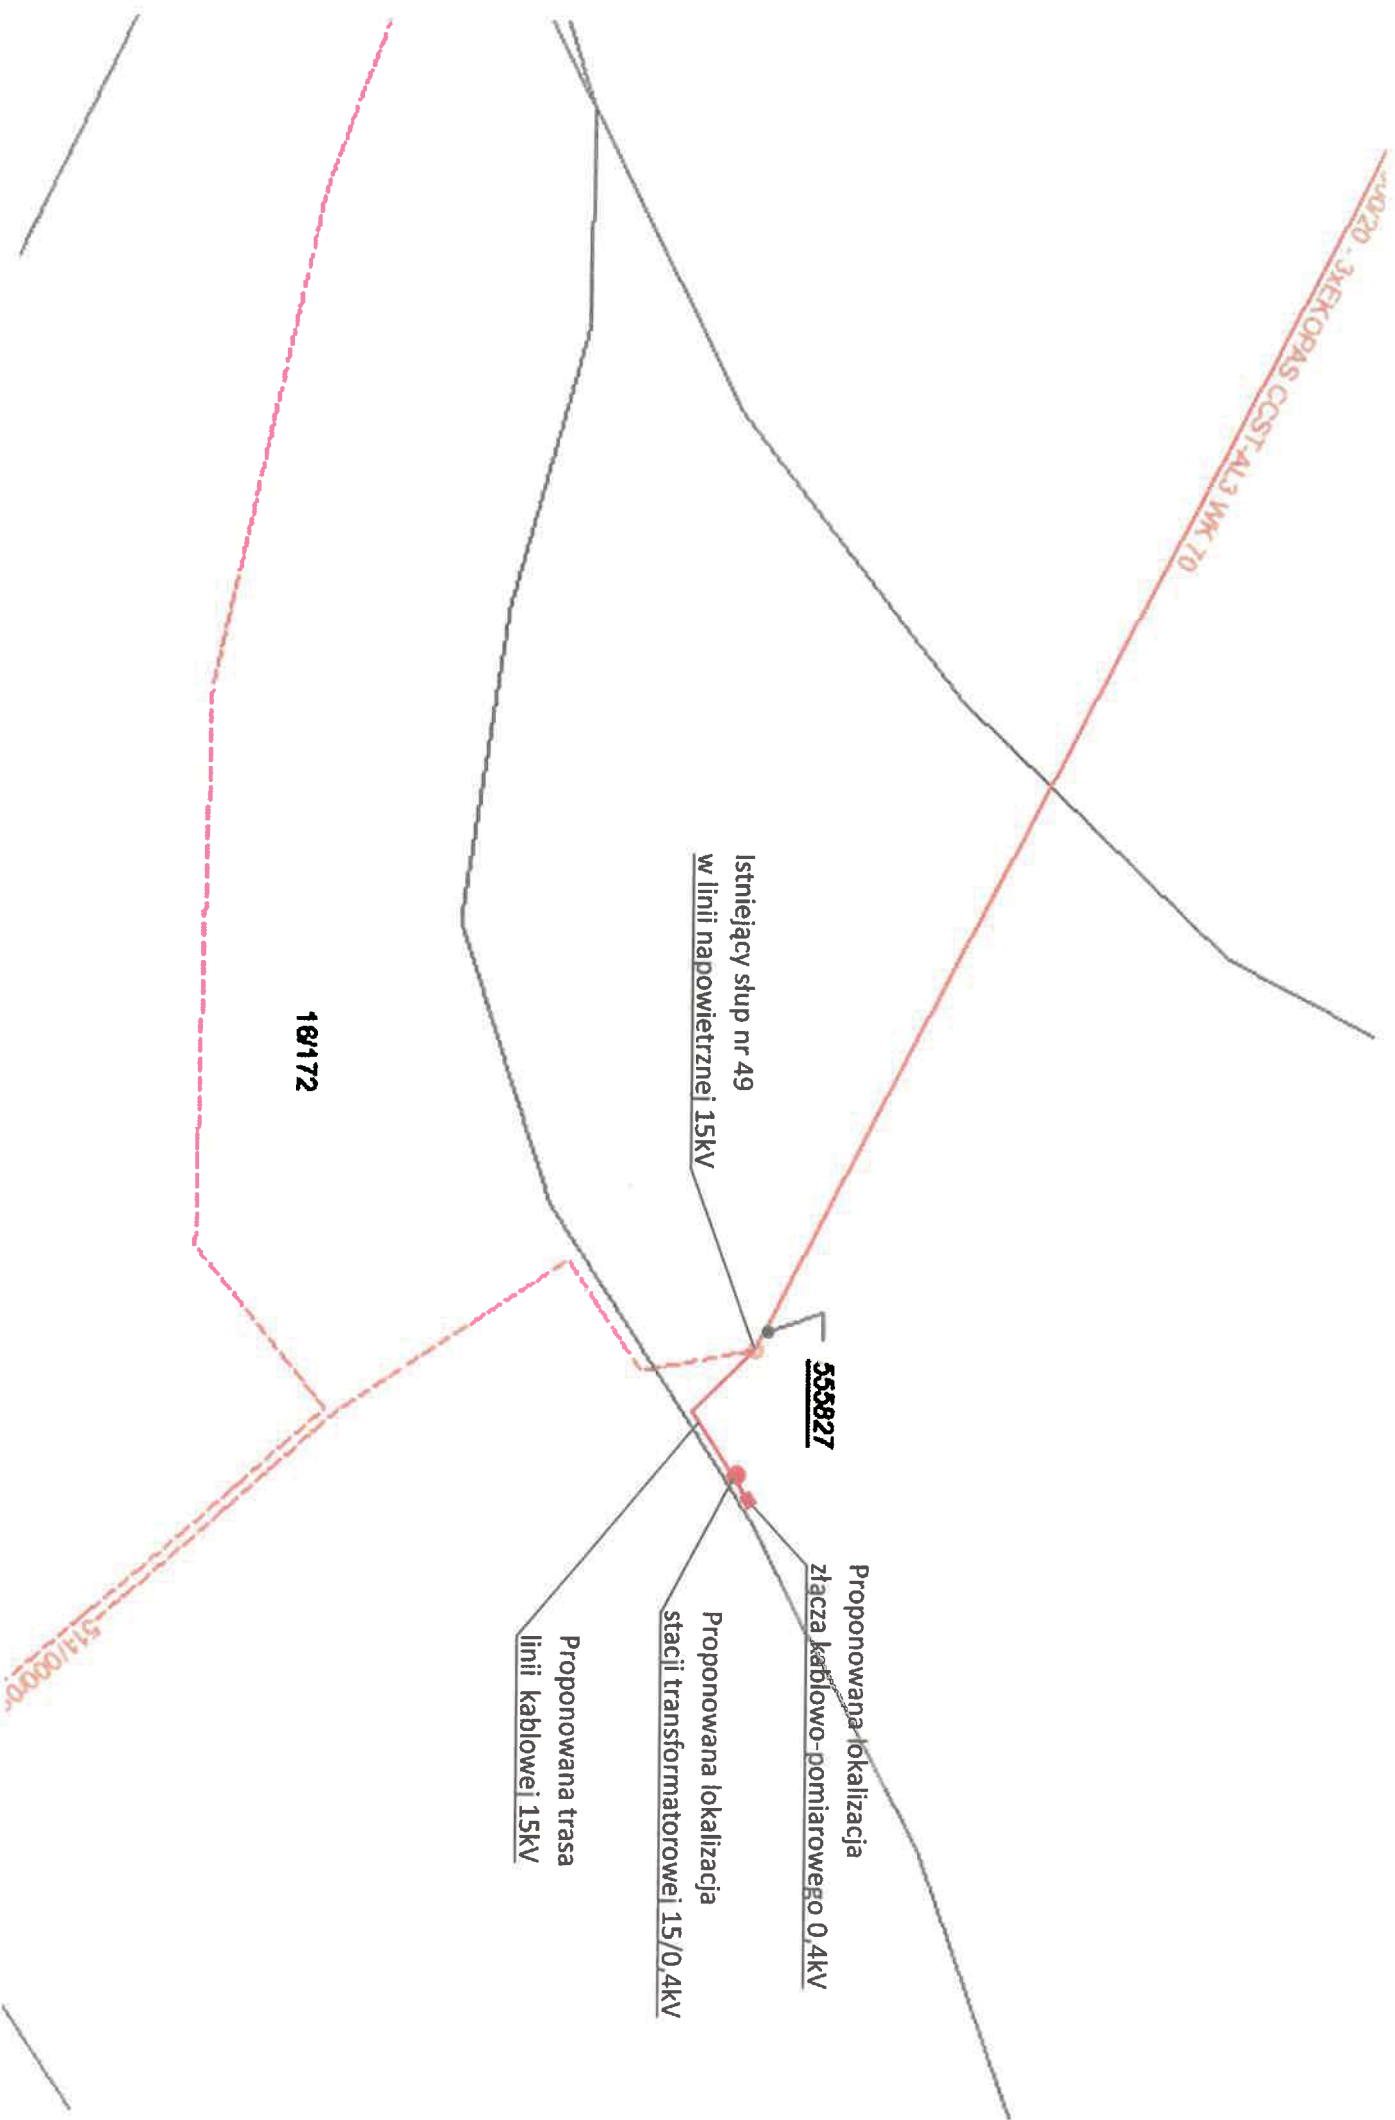 3xEKOPAS CCST-AL3 WK 70
Istniejący słup nr 49
w linii napowietrznej 15kV
555827
Proponowana lokalizacja
złącza kablowo-pomiarowego 0,4kV
Proponowana lokalizacja
stacji transformatorowej 15/0,4kV
Proponowana trasa
linii kablowej 15kV
18/172